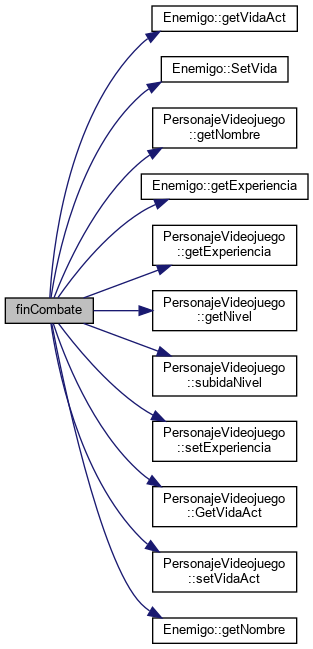 Enemigo::getVidaAct
Enemigo::SetVida
PersonajeVideojuego
::getNombre
Enemigo::getExperiencia
PersonajeVideojuego
::getExperiencia
finCombate
PersonajeVideojuego
::getNivel
PersonajeVideojuego
::subidaNivel
PersonajeVideojuego
::setExperiencia
PersonajeVideojuego
::GetVidaAct
PersonajeVideojuego
::setVidaAct
Enemigo::getNombre